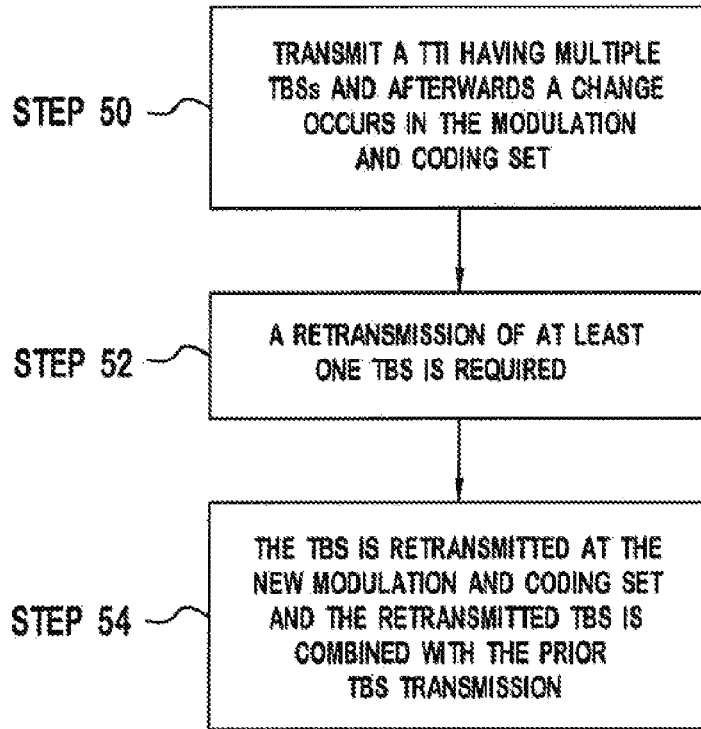 TRANSMIT A TTI HAVING MULTIPLE
TBSs AND AFTERWARDS A CHANGE
OCCURS IN THE MODULATION
AND CODING SET
STEP 50
A RETRANSMISSION OF AT LEAST
ONE TBS IS REQUIRED
STEP 52
THE TBS IS RETRANSMITTED AT THE
NEW MODULATION AND CODING SET
AND THE RETRANSMITTED TBS IS
COMBINED WITH THE PRIOR
TBS TRANSMISSION
STEP 54